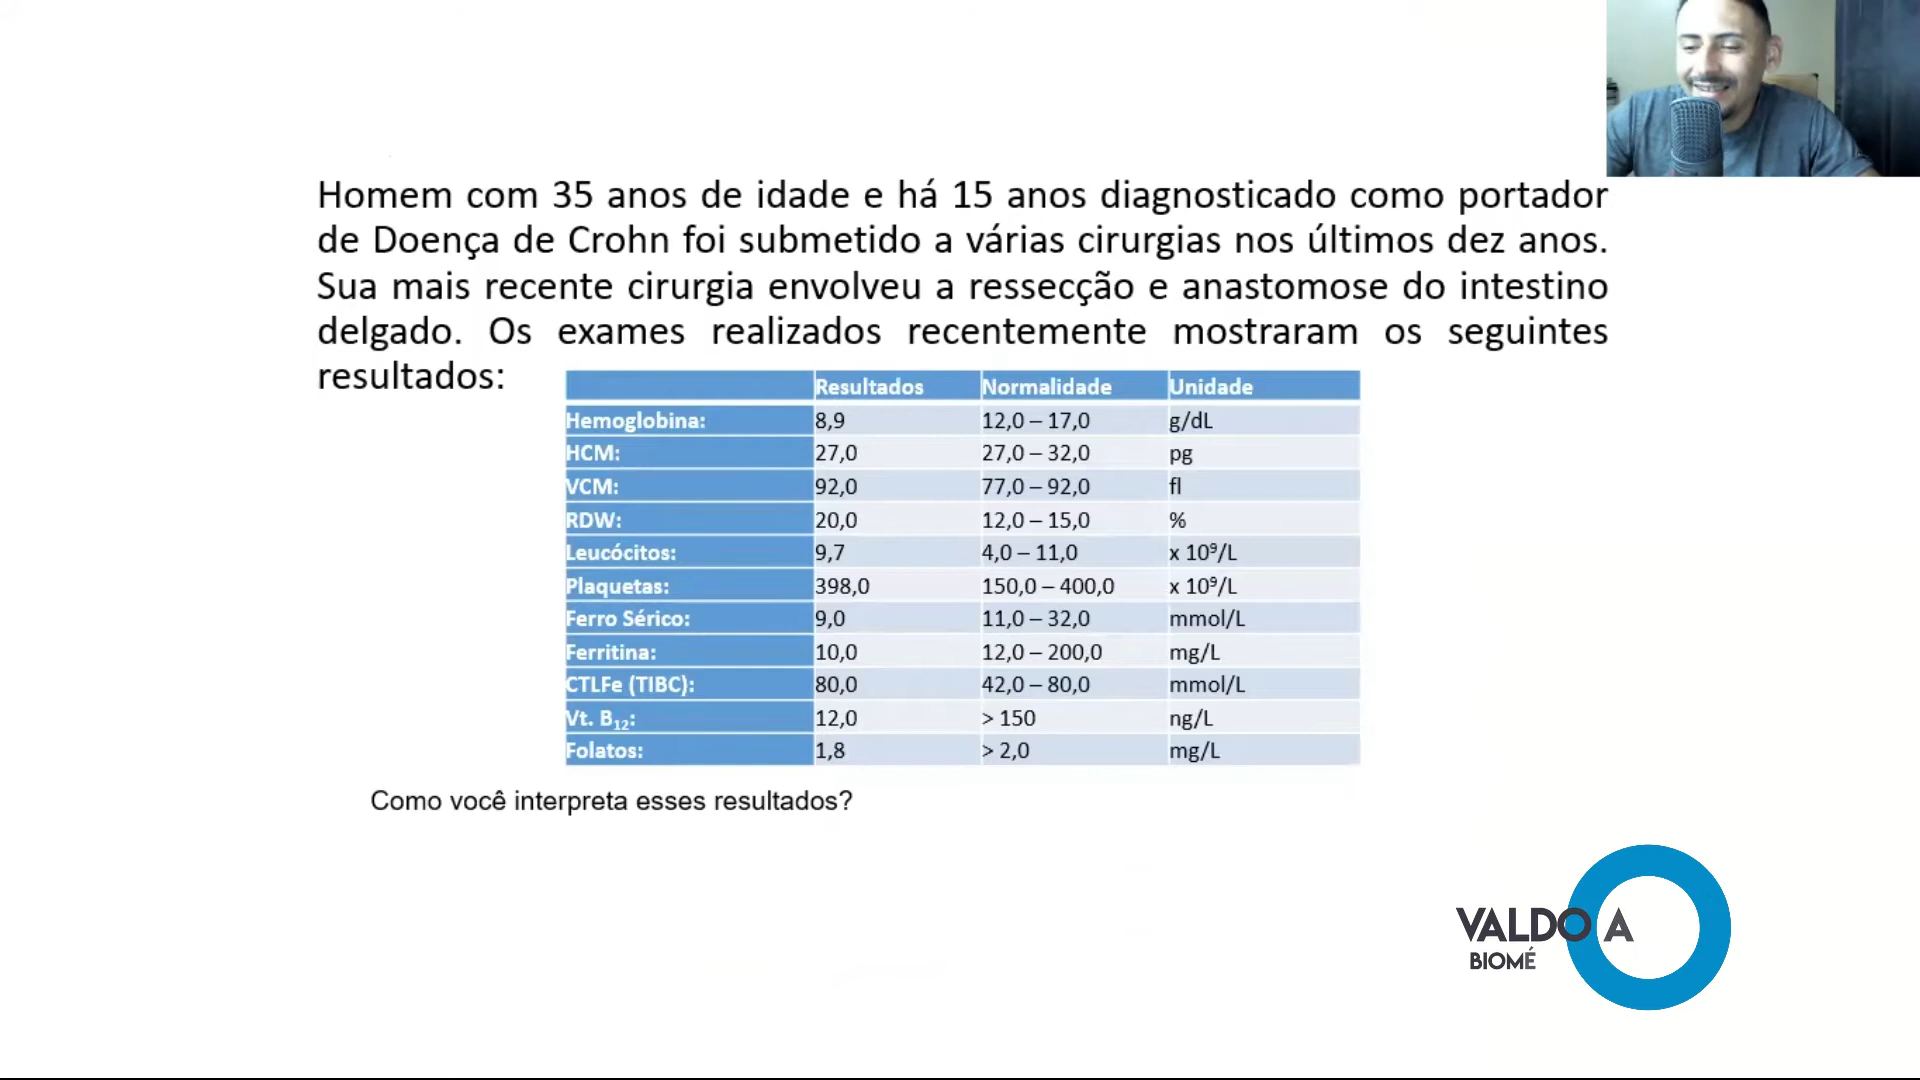 Homem com 35 anos de idade e há 15 anos diagnosticado como portador
de Doença de Crohn foi submetido a várias cirurgias nos últimos dez anos.
Sua mais recente cirurgia envolveu a ressecção e anastomose do intestino
delgado. Os exames realizados recentemente mostraram os seguintes
resultados:
Resultados Normalidade Unidade
Hemoglobina: 8,9 12,0 – 17,0 g/dL
HCM: 27,0 27,0 – 32,0 pg
VCM: 92,0 77,0 – 92,0 fl
RDW: 20,0 12,0 – 15,0 %
Leucócitos: 9,7 4,0 – 11,0 x 10⁹/L
Plaquetas: 398,0 150,0 – 400,0 x 10⁹/L
Ferro Sérico: 9,0 11,0 – 32,0 mmol/L
Ferritina: 10,0 12,0 – 200,0 mg/L
CTLFe (TIBC): 80,0 42,0 – 80,0 mmol/L
Vt. B₁₂: 12,0 > 150 ng/L
Folatos: 1,8 > 2,0 mg/L
Como você interpreta esses resultados?
VALDO A
BIOMÉ